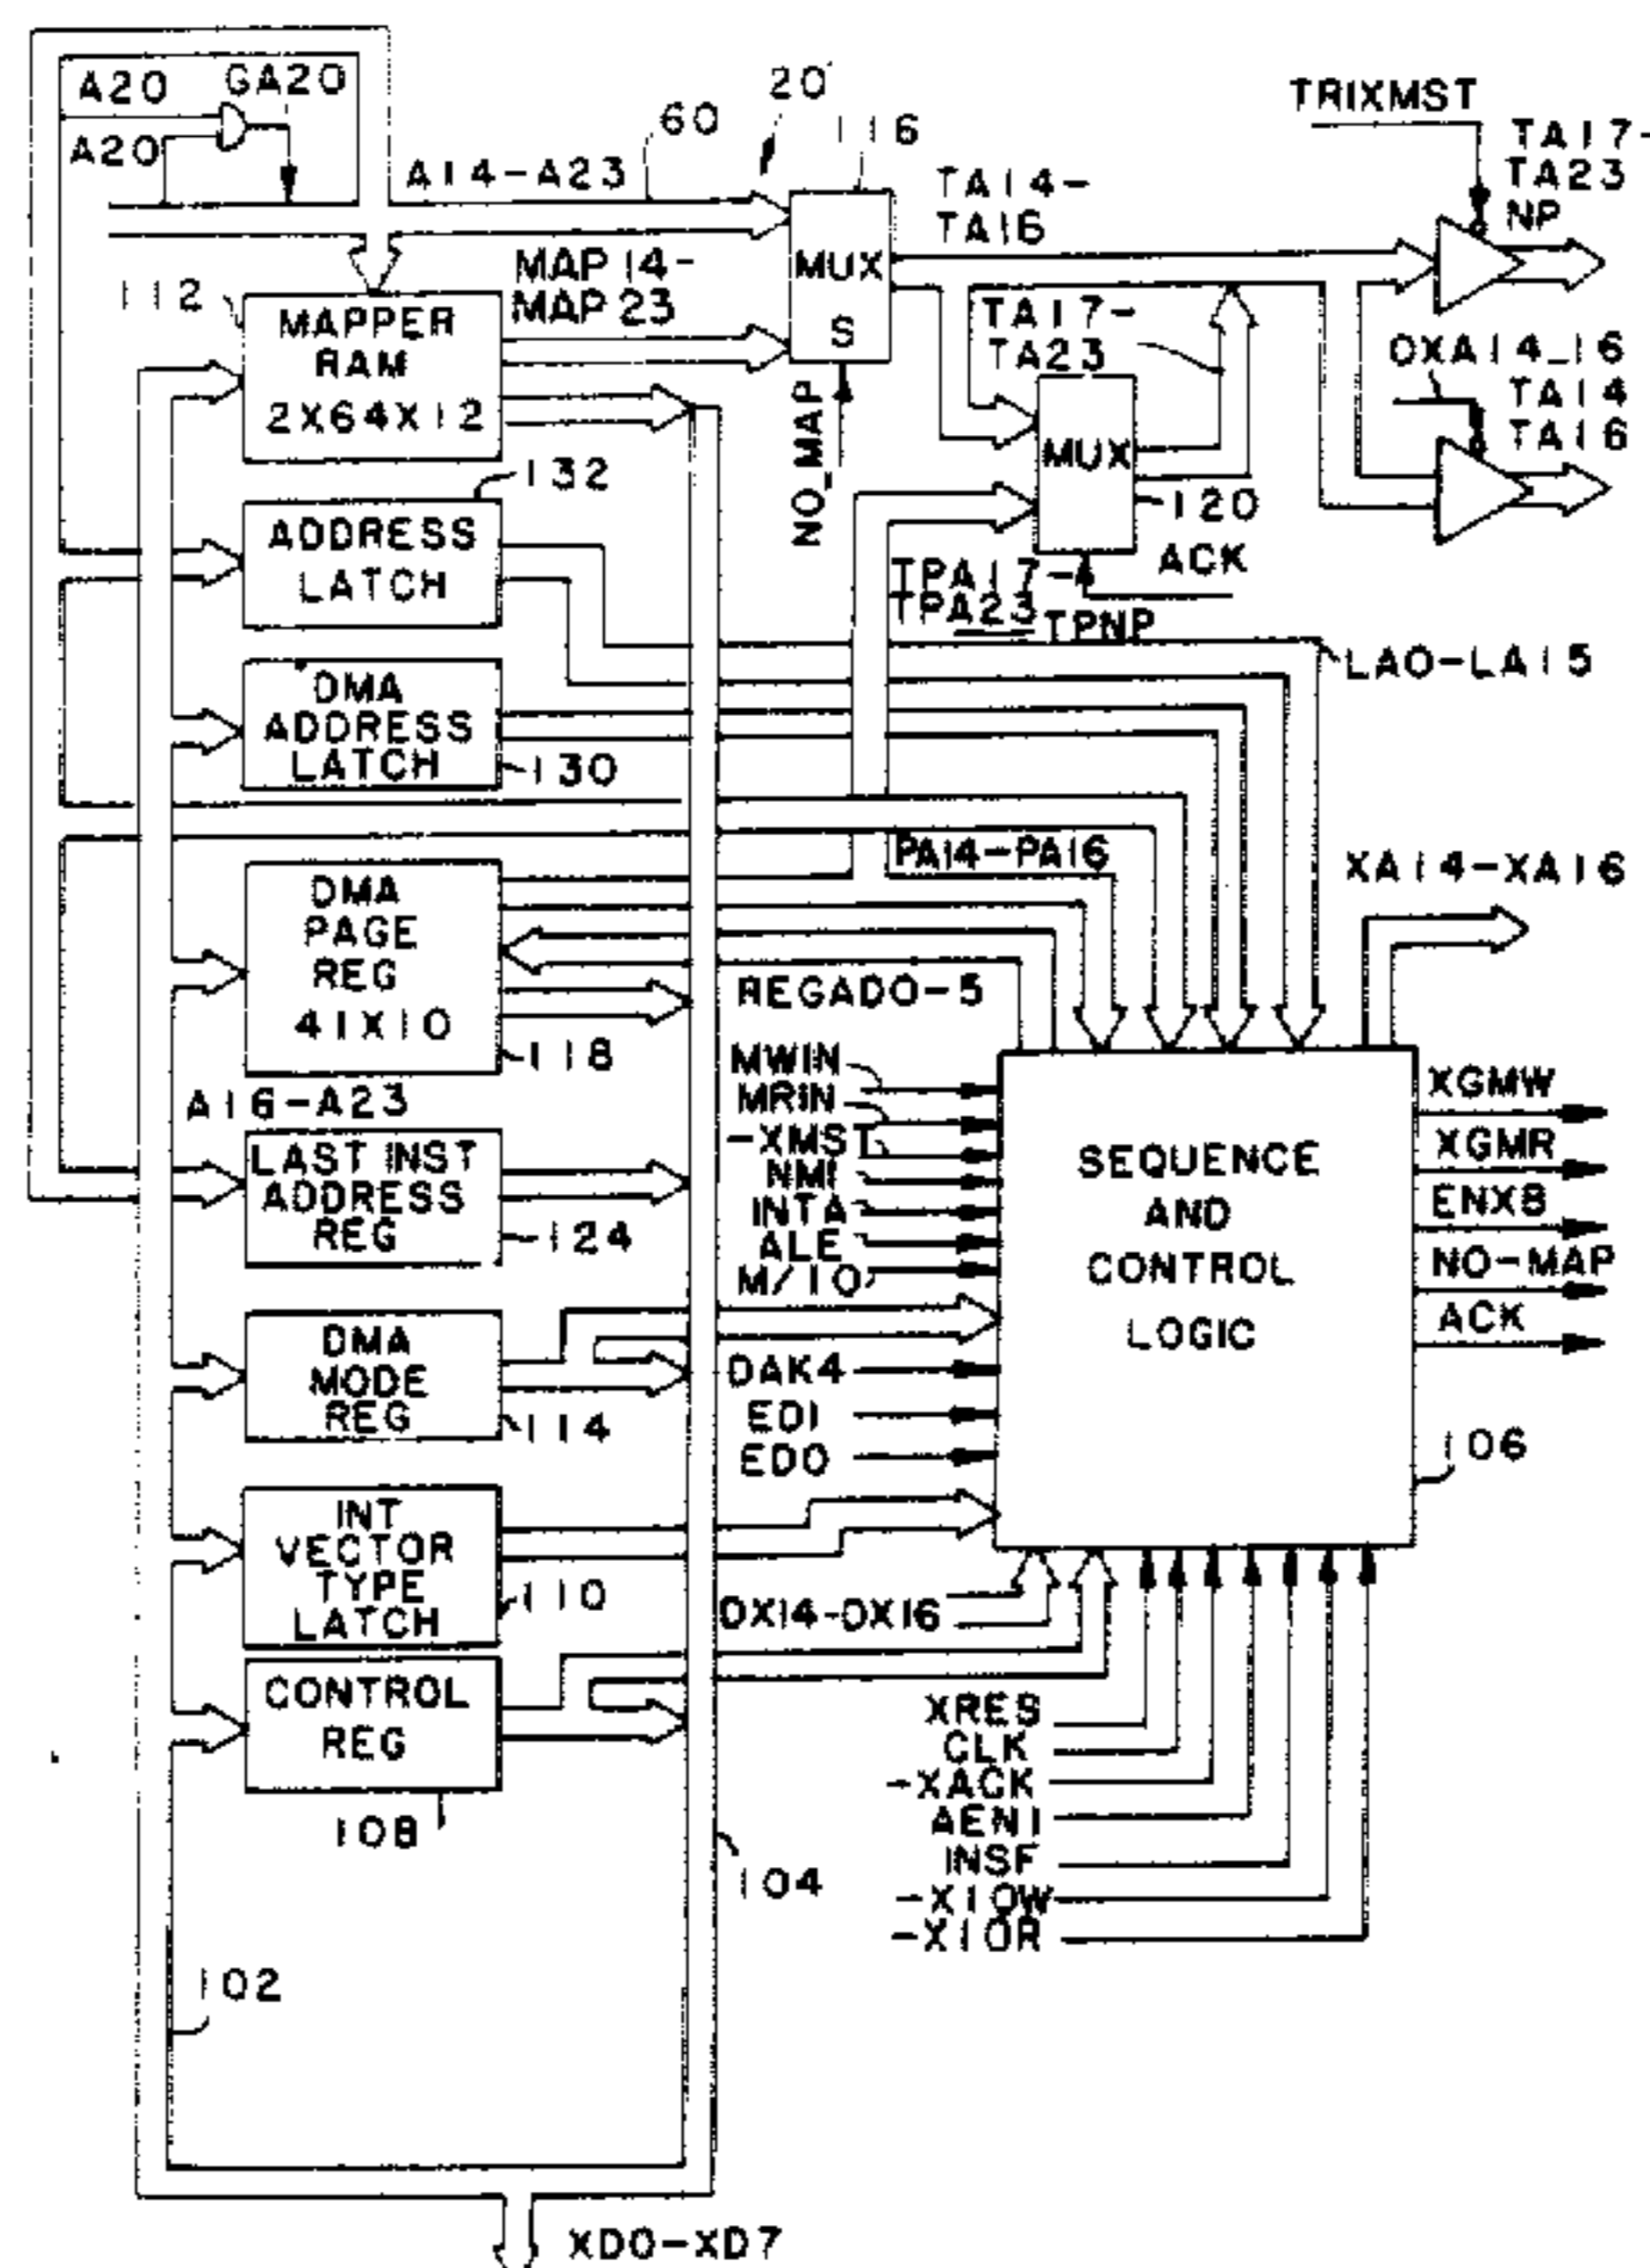 A20
GA20
A20
A14-A23
60
20
116
TRIXMST
TA17-
TA23
NP
TA14-
TA16
MAP 14-
MAP 23
112
MAPPER
RAM
2X64X12
MUX
S
NO_MAP
TA17-
TA23
MUX
120
ACK
OXA14_16
TA14
TA16
132
ADDRESS
LATCH
TPA17-
TPA23
TPNP
LA0-LA15
DMA
ADDRESS
LATCH
130
PA14-PA16
XA14-XA16
DMA
PAGE
REG
41X10
118
REGAD0-5
A16-A23
LAST INST
ADDRESS
REG
124
MWIN
MRIN
-XMST
NMI
INTA
ALE
M/IO
SEQUENCE
AND
CONTROL
LOGIC
XGMW
XGMR
ENX8
NO-MAP
ACK
DMA
MODE
REG
114
DAK4
ED1
ED0
106
INT
VECTOR
TYPE
LATCH
110
DX14-DX16
CONTROL
REG
108
XRES
CLK
-XACK
AEN1
INSF
-XIOW
-XIOR
104
102
XD0-XD7